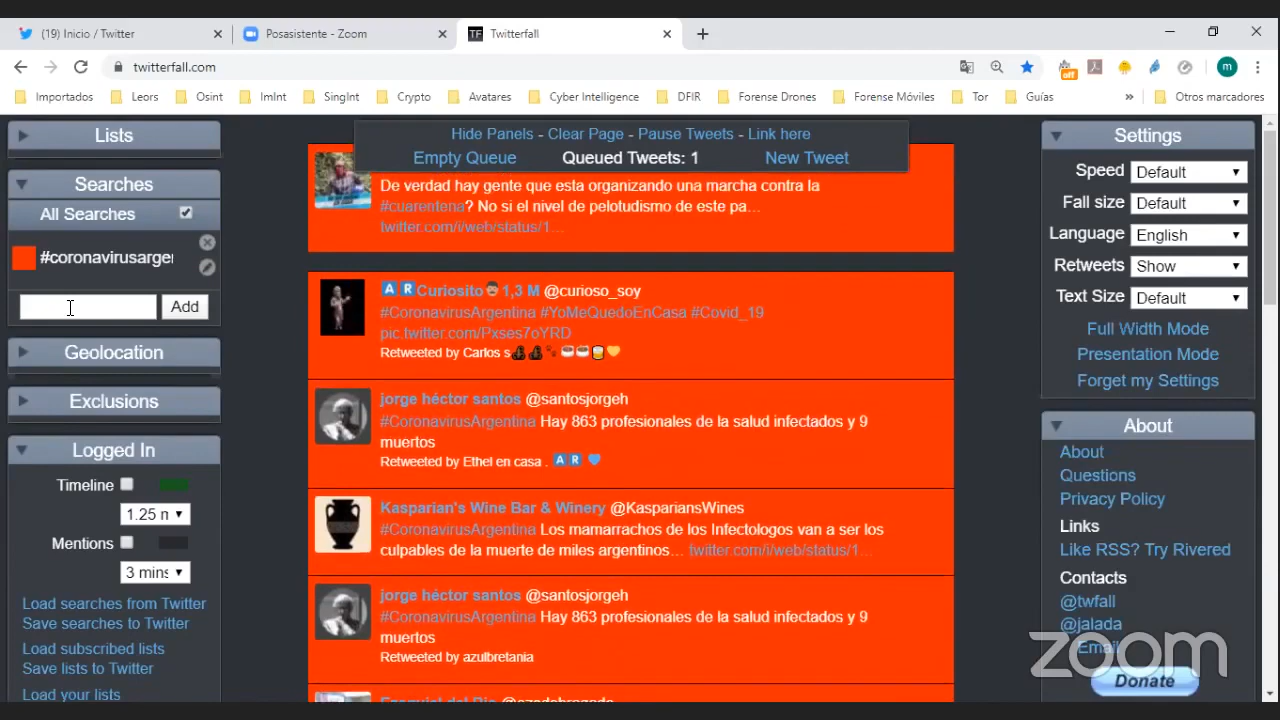 (19) Inicio / Twitter
Posasistente - Zoom
TF Twitterfall
twitterfall.com
off
m
Importados
Leors
Osint
ImInt
SingInt
Crypto
Avatares
Cyber Intelligence
DFIR
Forense Drones
Forense Móviles
Tor
Guías
»
Otros marcadores
Lists
Searches
All Searches
#coronavirusarge
Add
Geolocation
Exclusions
Logged In
Timeline
1.25 n
Mentions
3 mins
Load searches from Twitter
Save searches to Twitter
Load subscribed lists
Save lists to Twitter
Load your lists
Hide Panels - Clear Page - Pause Tweets - Link here
Empty Queue
Queued Tweets: 1
New Tweet
De verdad hay gente que esta organizando una marcha contra la
#cuarentena? No si el nivel de pelotudismo de este pa...
twitter.com/i/web/status/1...
🇦🇷Curiosito 1,3 M @curioso_soy
#CoronavirusArgentina #YoMeQuedoEnCasa #Covid_19
pic.twitter.com/Pxses7oYRD
Retweeted by Carlos s
jorge héctor santos @santosjorgeh
#CoronavirusArgentina Hay 863 profesionales de la salud infectados y 9
muertos
Retweeted by Ethel en casa . 🇦🇷
Kasparian's Wine Bar & Winery @KaspariansWines
#CoronavirusArgentina Los mamarrachos de los Infectologos van a ser los
culpables de la muerte de miles argentinos... twitter.com/i/web/status/1...
jorge héctor santos @santosjorgeh
#CoronavirusArgentina Hay 863 profesionales de la salud infectados y 9
muertos
Retweeted by azulbretania
Settings
Speed Default
Fall size Default
Language English
Retweets Show
Text Size Default
Full Width Mode
Presentation Mode
Forget my Settings
About
About
Questions
Privacy Policy
Links
Like RSS? Try Rivered
Contacts
@twfall
@jalada
Email
Donate
zoom